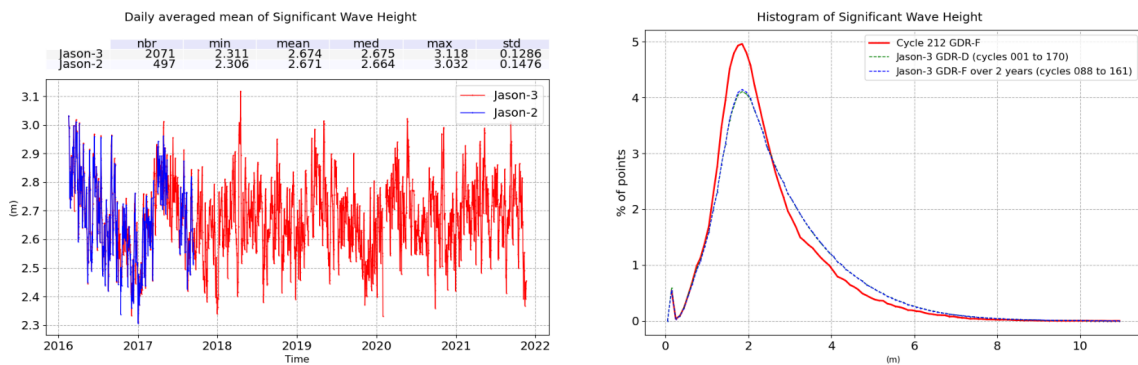 Daily averaged mean of Significant Wave Height
nbr min mean med max std
Jason-3 2071 2.311 2.674 2.675 3.118 0.1286
Jason-2 497 2.306 2.671 2.664 3.032 0.1476
Jason-3
Jason-2
3.1
3.0
2.9
2.8
2.7
2.6
2.5
2.4
2.3
(m)
2016 2017 2018 2019 2020 2021 2022
Time
Histogram of Significant Wave Height
Cycle 212 GDR-F
Jason-3 GDR-D (cycles 001 to 170)
Jason-3 GDR-F over 2 years (cycles 088 to 161)
5
4
3
2
1
0
% of points
0 2 4 6 8 10
(m)